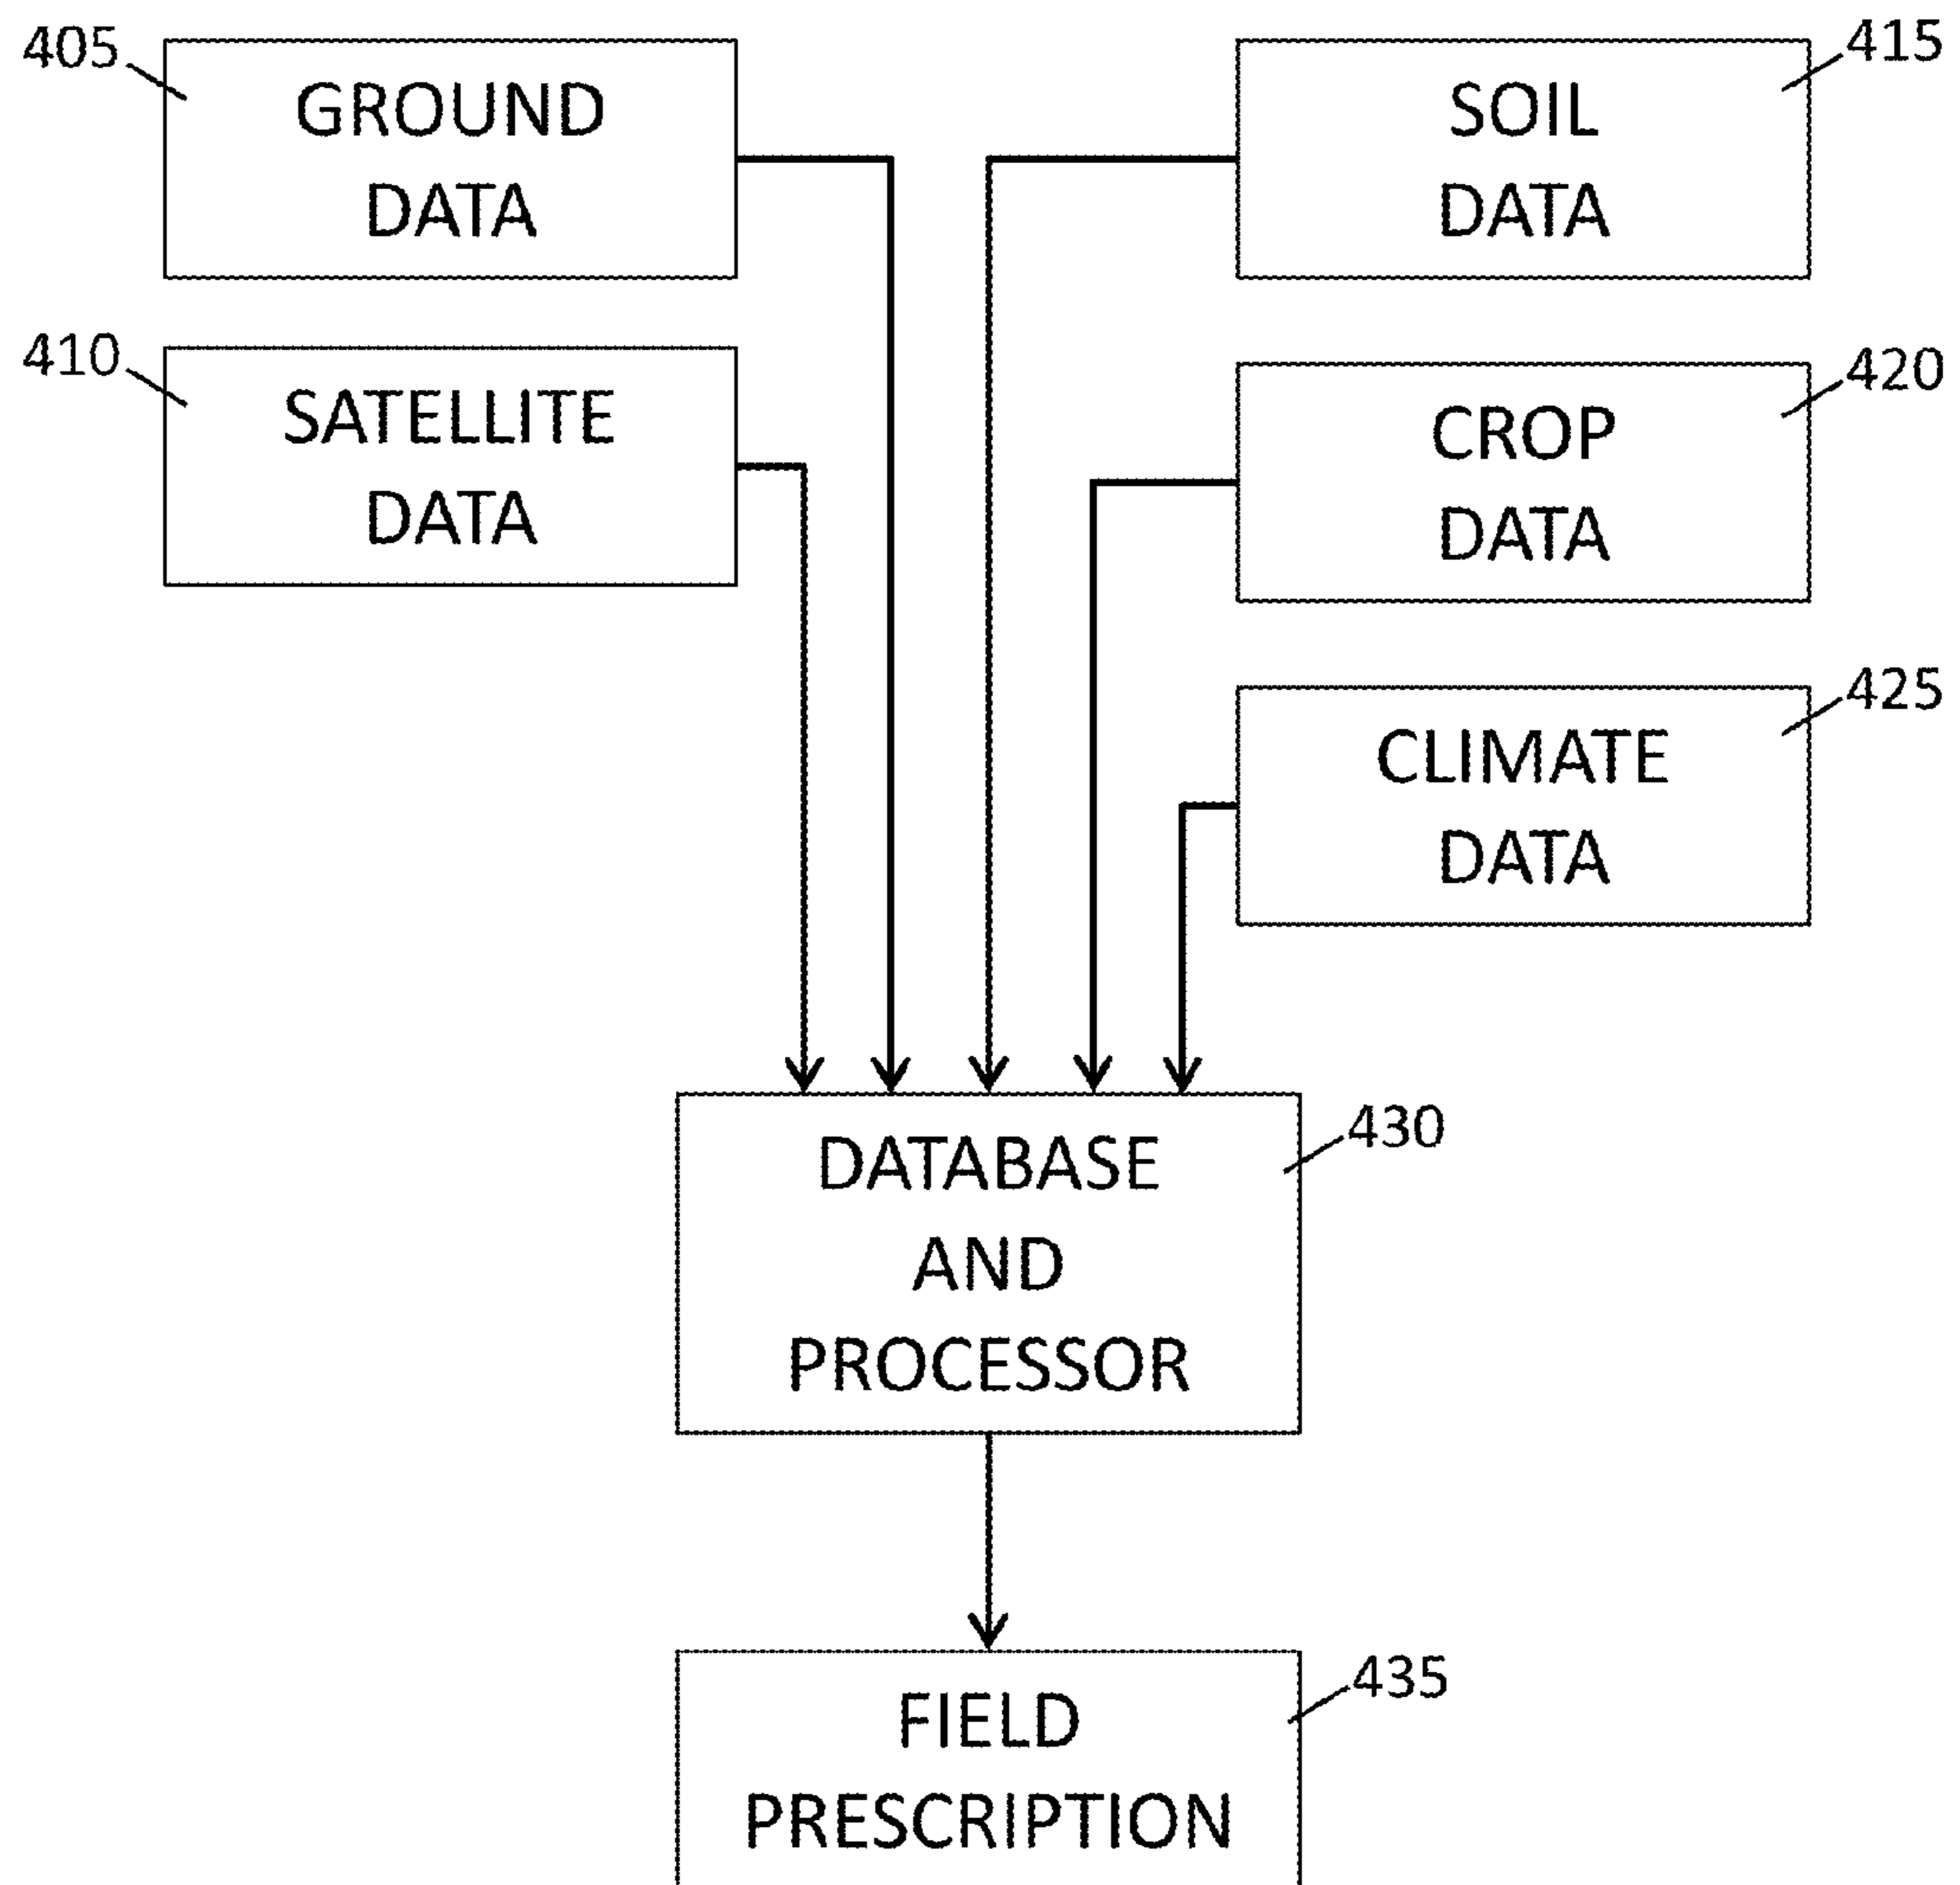 405
GROUND
DATA
415
SOIL
DATA
410
SATELLITE
DATA
420
CROP
DATA
425
CLIMATE
DATA
430
DATABASE
AND
PROCESSOR
435
FIELD
PRESCRIPTION